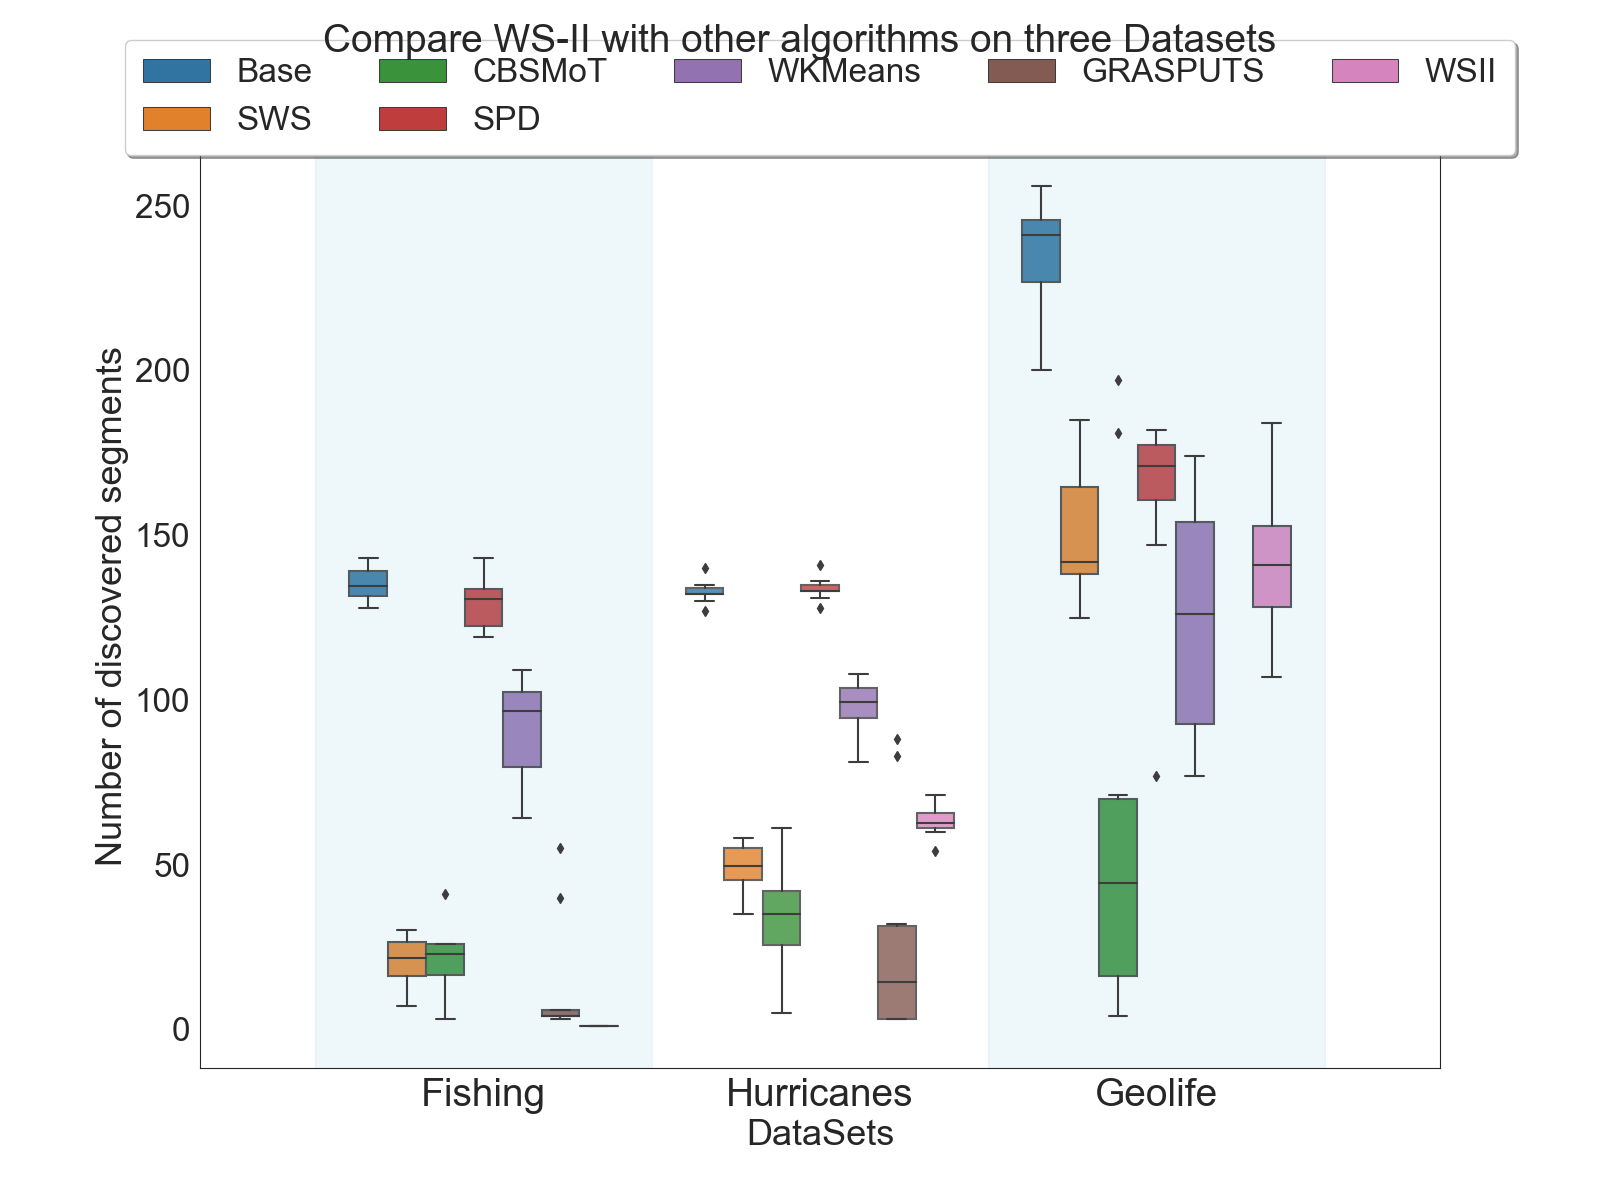 Compare WS-II with other algorithms on three Datasets
Base CBSMoT WKMeans GRASPUTS WSII
SWS SPD
250
200
150
100
50
0
Number of discovered segments
Fishing Hurricanes Geolife
DataSets